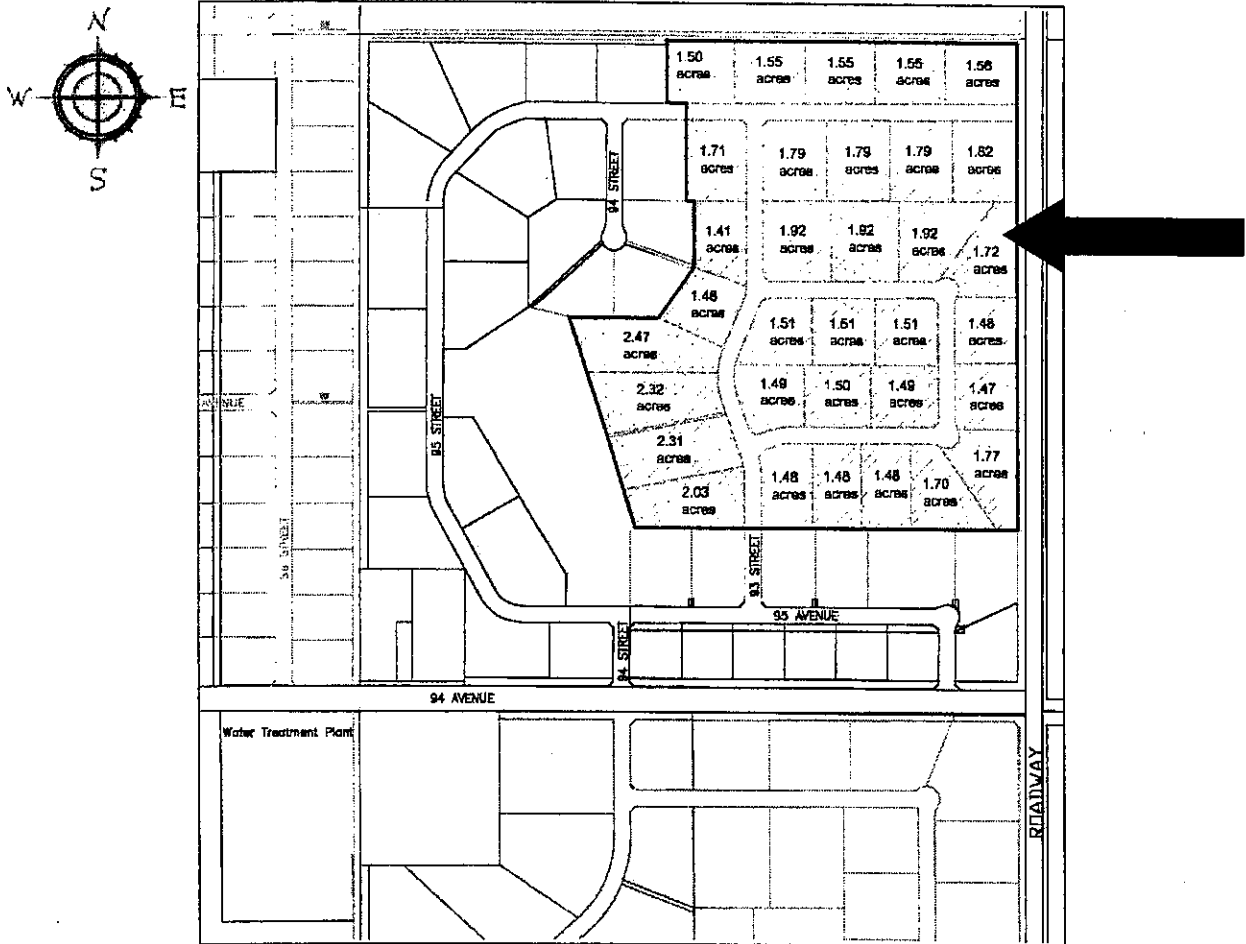 N
W E
S
1.50 acres
1.55 acres
1.55 acres
1.55 acres
1.56 acres
1.71 acres
1.79 acres
1.79 acres
1.79 acres
1.82 acres
94 STREET
1.41 acres
1.92 acres
1.92 acres
1.92 acres
1.72 acres
1.48 acres
1.51 acres
1.51 acres
1.51 acres
1.48 acres
2.47 acres
2.32 acres
1.49 acres
1.50 acres
1.49 acres
1.47 acres
AVENUE
95 STREET
2.31 acres
2.03 acres
1.48 acres
1.48 acres
1.48 acres
1.70 acres
1.77 acres
STREET
93 STREET
95 AVENUE
94 STREET
94 AVENUE
Water Treatment Plant
ROADWAY